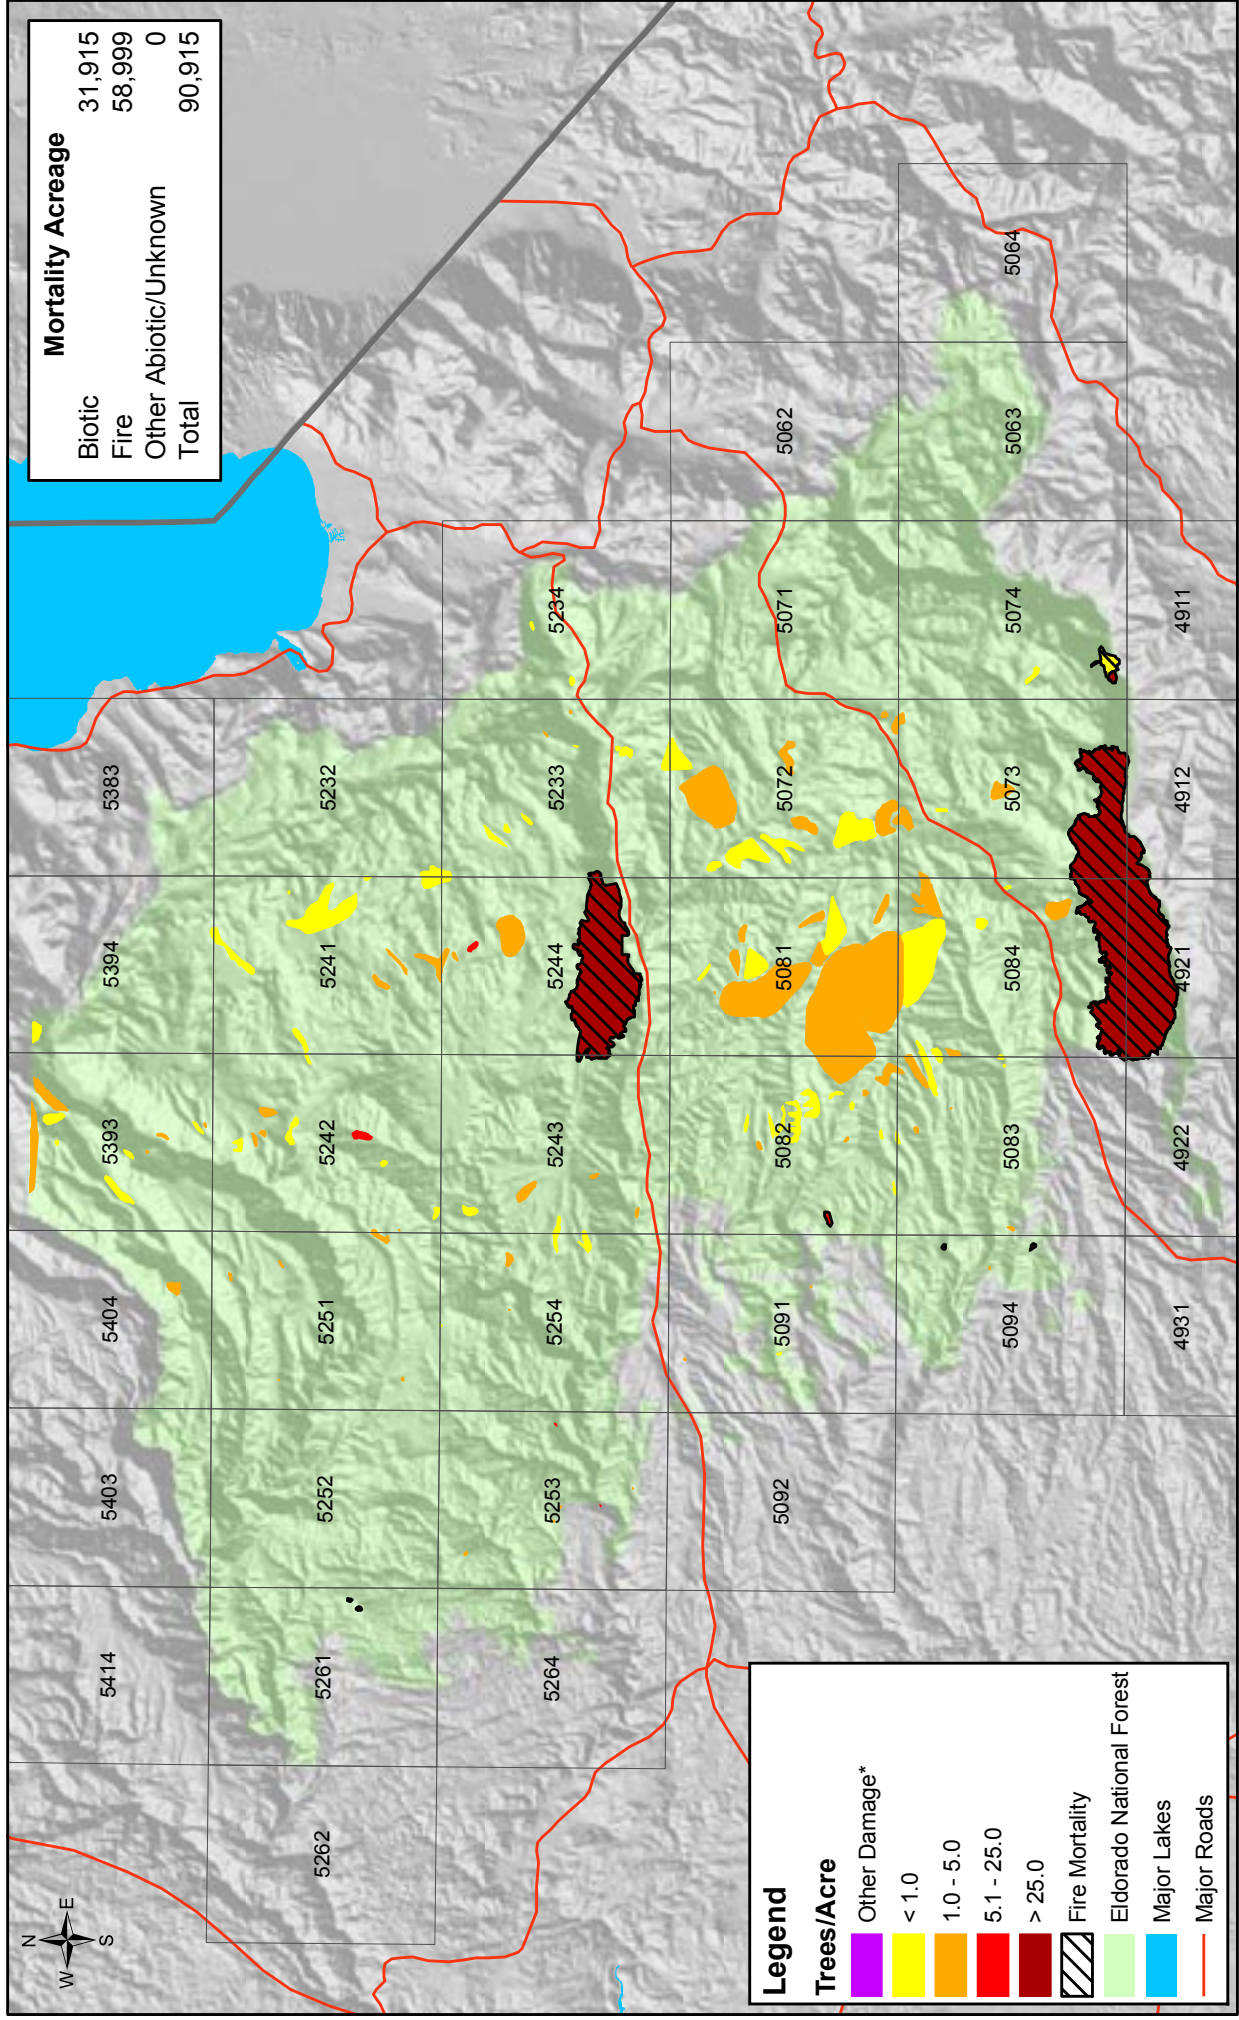 Mortality Acreage
Biotic 31,915
Fire 58,999
Other Abiotic/Unknown 0
Total 90,915
N
W E
S
5414
5403
5404
5393
5394
5383
5262
5261
5252
5251
5242
5241
5232
5264
5253
5254
5243
5244
5233
5234
5092
5091
5082
5081
5072
5071
5062
5094
5083
5084
5073
5074
5063
5064
4931
4922
4921
4912
4911
Legend
Trees/Acre
Other Damage*
< 1.0
1.0 - 5.0
5.1 - 25.0
> 25.0
Fire Mortality
Eldorado National Forest
Major Lakes
Major Roads